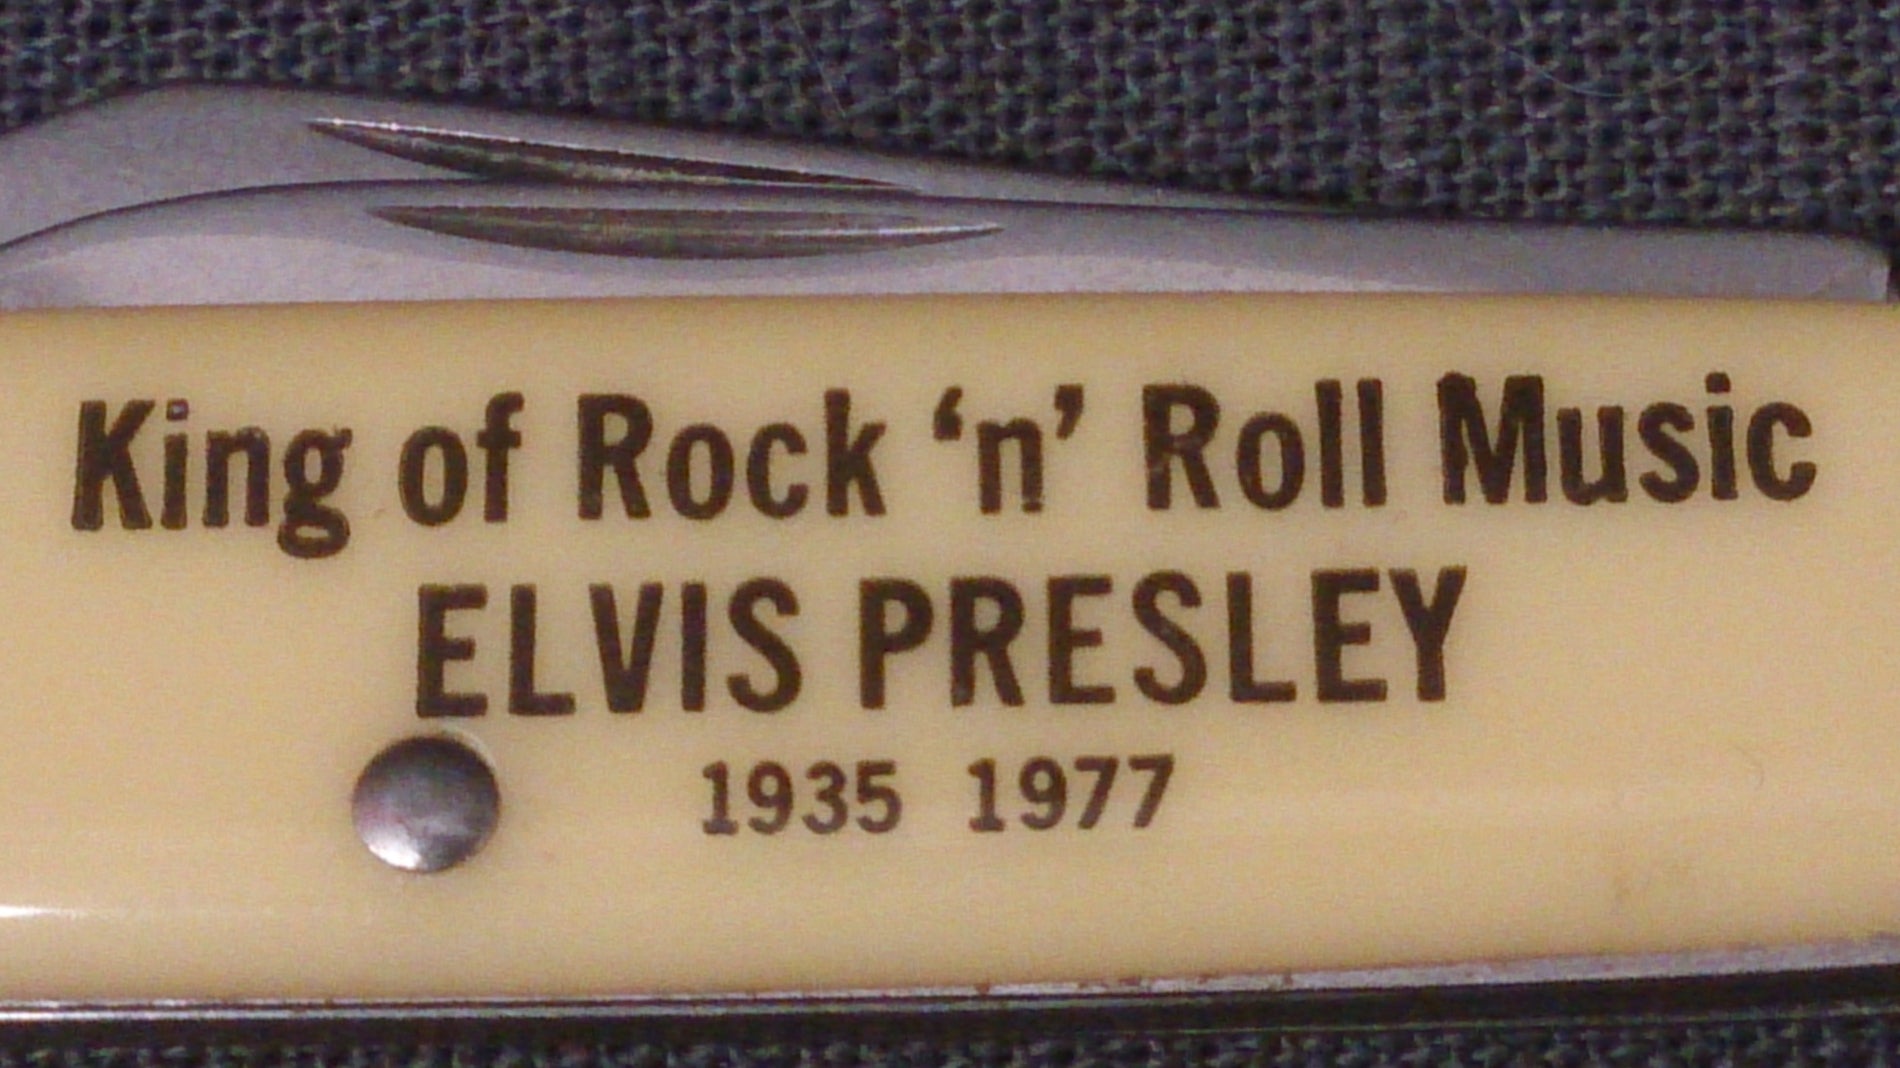 King of Rock ‘n’ Roll Music
ELVIS PRESLEY
1935 1977